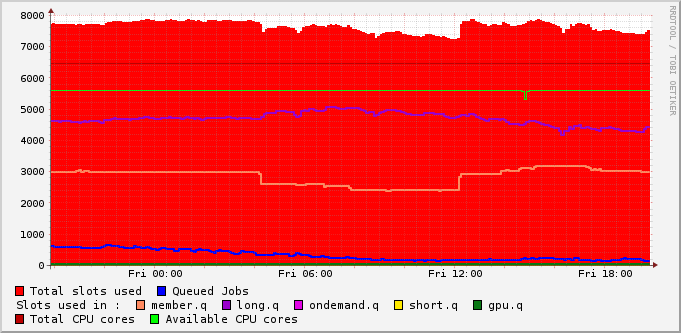 RRDTOOL / TOBI OETIKER
8000
7000
6000
5000
4000
3000
2000
1000
0
Fri 00:00 Fri 06:00 Fri 12:00 Fri 18:00
Total slots used Queued Jobs
Slots used in : member.q long.q ondemand.q short.q gpu.q
Total CPU cores Available CPU cores